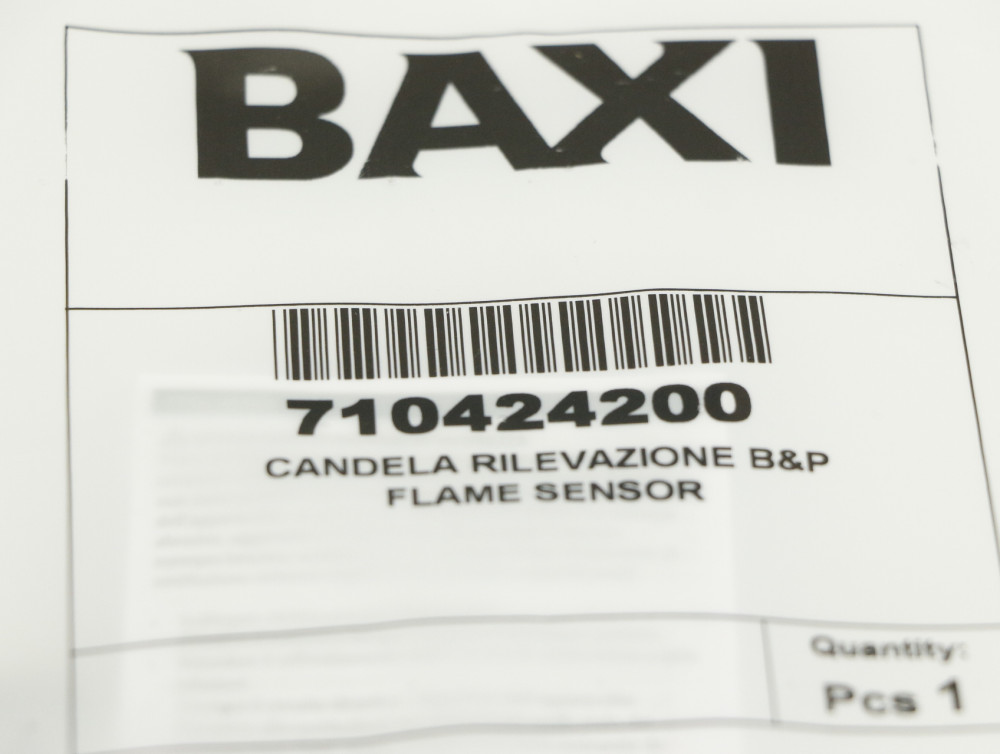 BAXI
710424200
CANDELA RILEVAZIONE B&P
FLAME SENSOR
Quantity:
Pcs 1